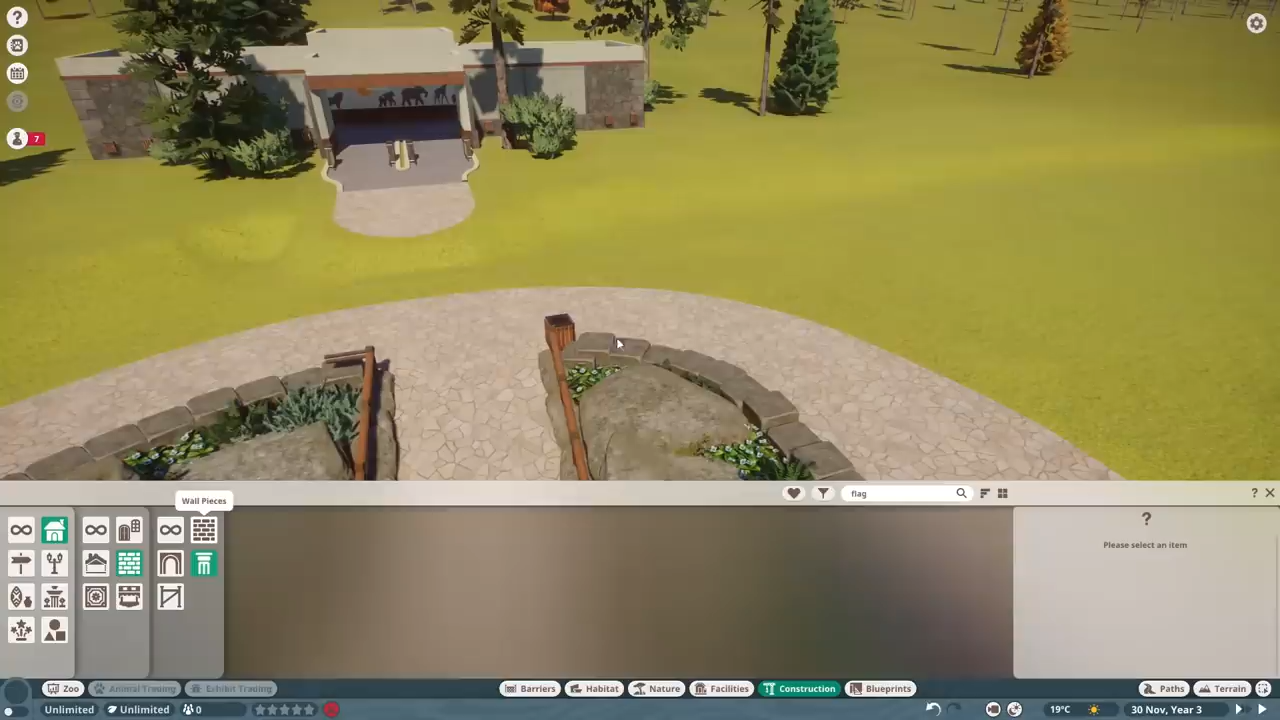 7
flag
?
Wall Pieces
?
Please select an item
Zoo
Animal Trading
Exhibit Trading
Barriers
Habitat
Nature
Facilities
Construction
Blueprints
Paths
Terrain
Unlimited
Unlimited
0
19°C
30 Nov, Year 3